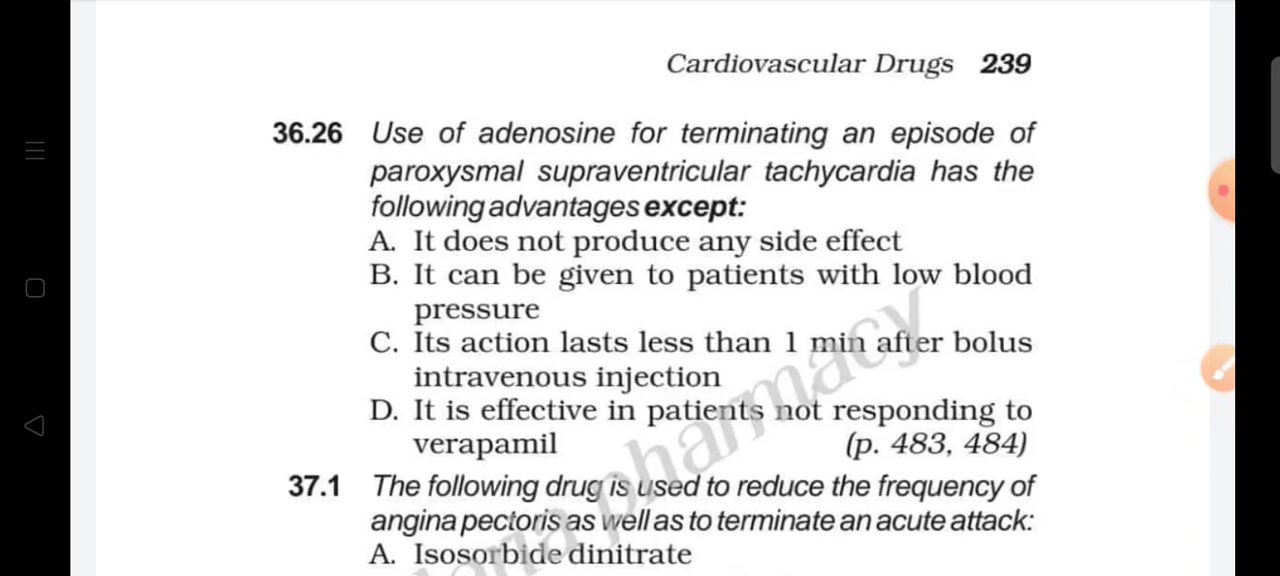 Cardiovascular Drugs 239
36.26 Use of adenosine for terminating an episode of
paroxysmal supraventricular tachycardia has the
following advantages except:
A. It does not produce any side effect
B. It can be given to patients with low blood
pressure
C. Its action lasts less than 1 min after bolus
intravenous injection
D. It is effective in patients not responding to
verapamil (p. 483, 484)
37.1 The following drug is used to reduce the frequency of
angina pectoris as well as to terminate an acute attack:
A. Isosorbide dinitrate
pharmacy